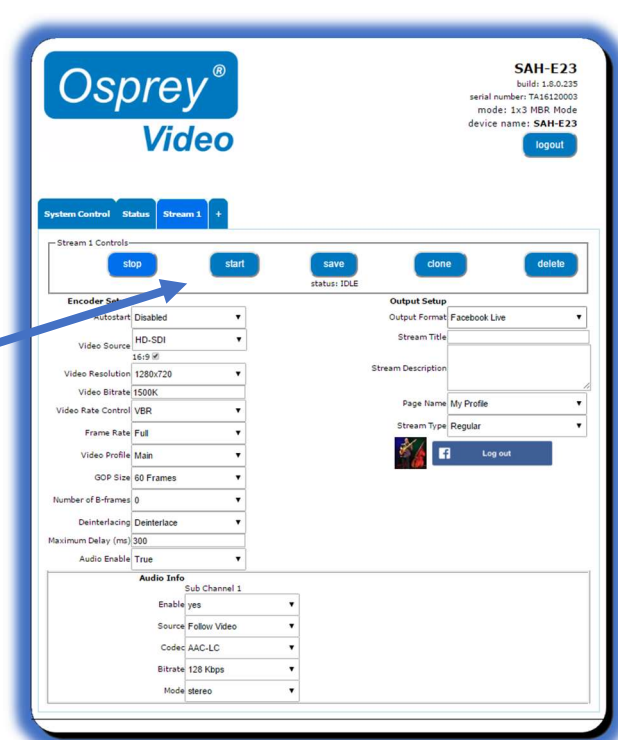 Osprey®
Video
SAH-E23
build: 1.8.0.235
serial number: TA16120003
mode: 1x3 MBR Mode
device name: SAH-E23
logout
System Control Status Stream 1 +
Stream 1 Controls
stop start save clone delete
status: IDLE
Encoder Set
Autostart Disabled
Video Source HD-SDI
16:9
Video Resolution 1280x720
Video Bitrate 1500K
Video Rate Control VBR
Frame Rate Full
Video Profile Main
GOP Size 60 Frames
Number of B-frames 0
Deinterlacing Deinterlace
Maximum Delay (ms) 300
Audio Enable True
Output Setup
Output Format Facebook Live
Stream Title
Stream Description
Page Name My Profile
Stream Type Regular
f Log out
Audio Info
Sub Channel 1
Enable yes
Source Follow Video
Codec AAC-LC
Bitrate 128 Kbps
Mode stereo